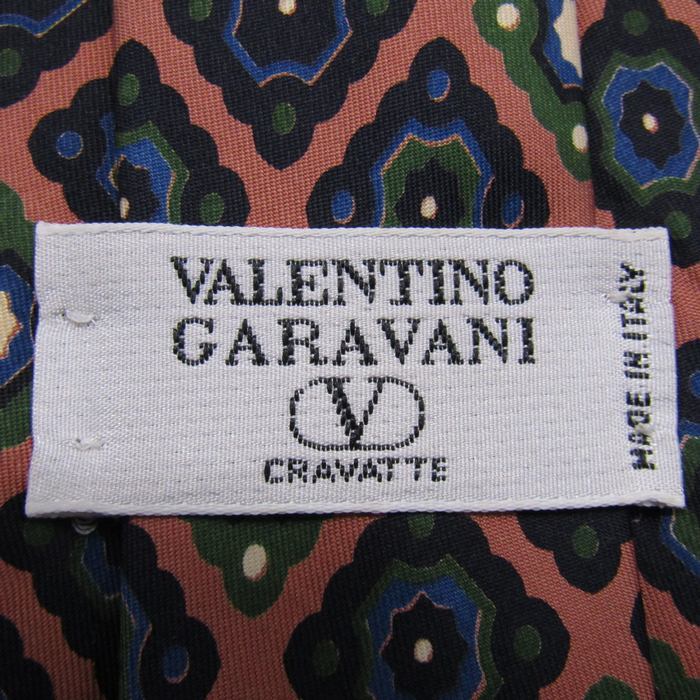 VALENTINO
GARAVANI
V
CRAVATTE
MADE IN ITALY